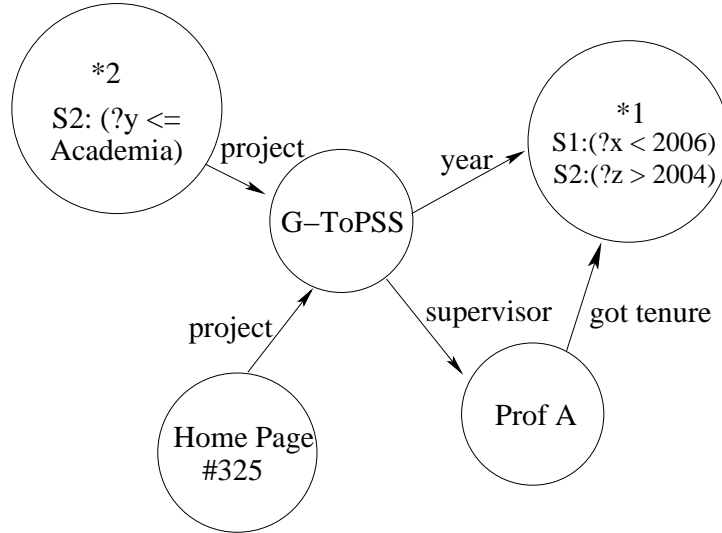 *2
S2: (?y <=
Academia)
project
year
*1
S1:(?x < 2006)
S2:(?z > 2004)
G−ToPSS
project
supervisor
got tenure
Home Page
#325
Prof A